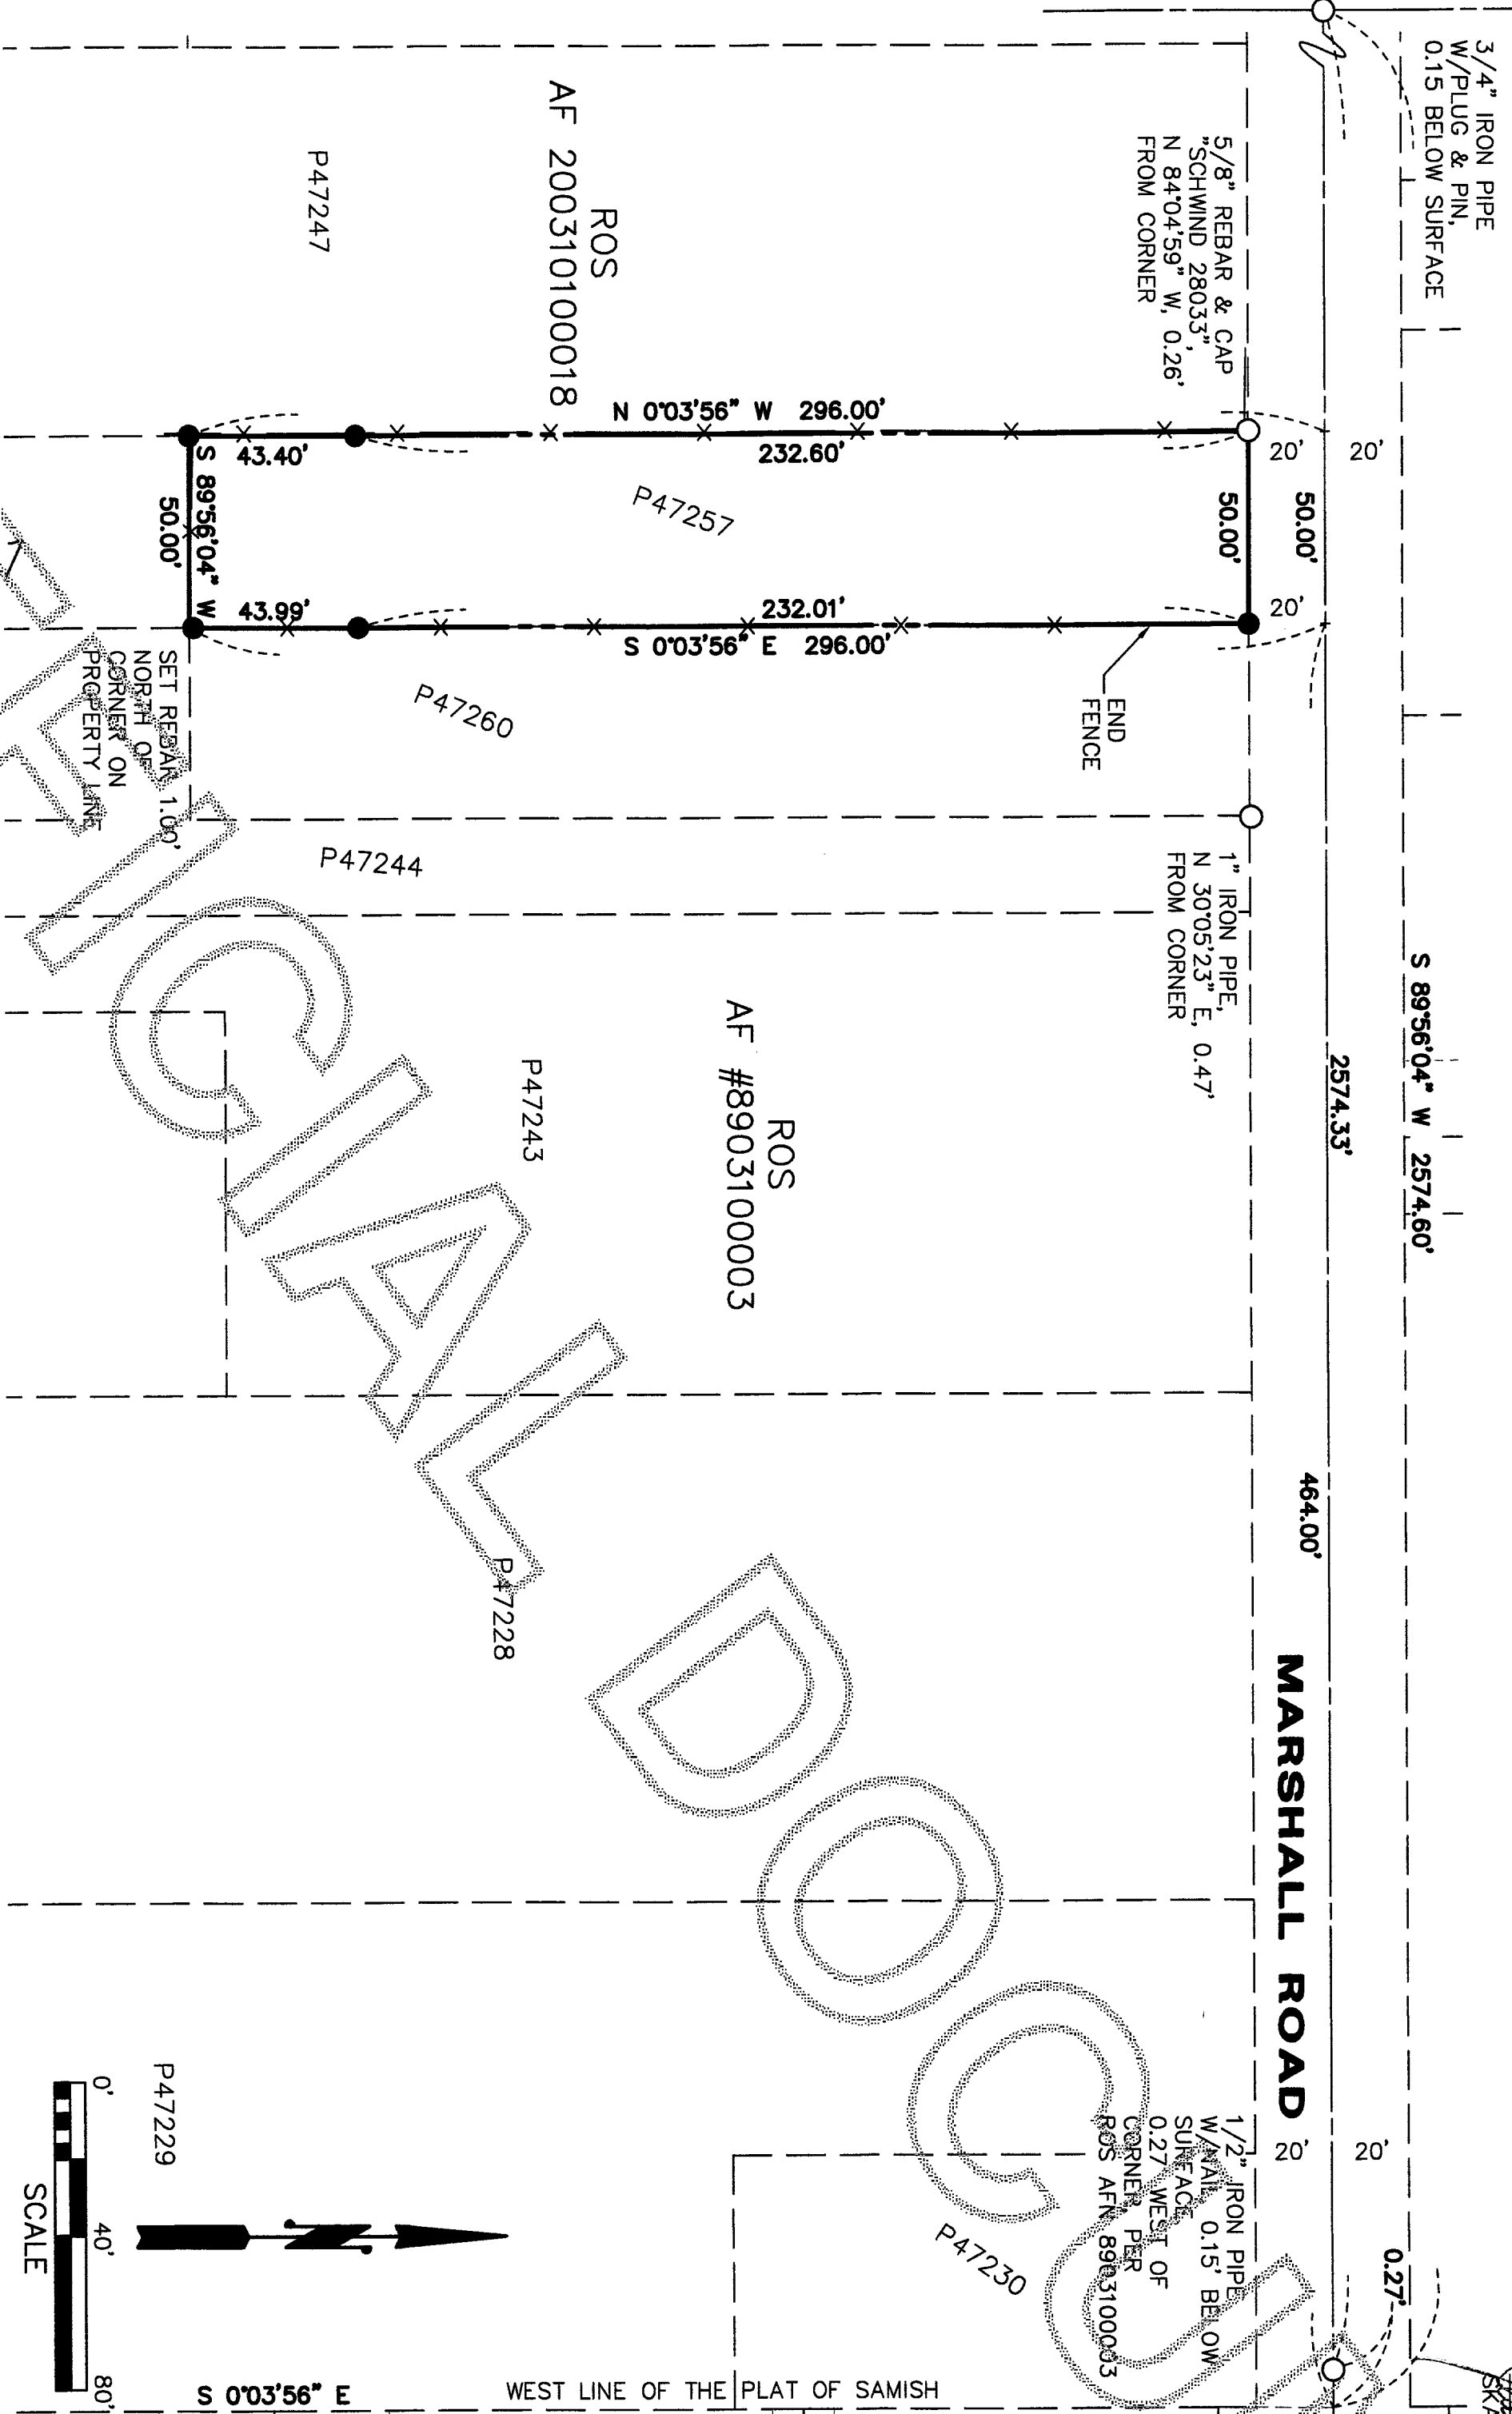 3/4" IRON PIPE
W/PLUG & PIN,
0.15 BELOW SURFACE
S 89°56'04" W 2574.60'
2574.33'
464.00'
MARSHALL ROAD
20'
20'
50.00'
20'
20'
20'
0.27'
5/8" REBAR & CAP
"SCHWIND 28033",
N 84°04'59" W, 0.26'
FROM CORNER
50.00'
1" IRON PIPE,
N 30°05'23" E, 0.47'
FROM CORNER
1/2" IRON PIPE
W/NAIL 0.15' BELOW
SURFACE
0.27 WEST OF
CORNER PER
ROS AFN 8903100003
END
FENCE
N 0°03'56" W 296.00'
232.60'
43.40'
232.01'
S 0°03'56" E 296.00'
43.99'
S 89°56'04" W
50.00'
ROS
AF 200310100018
P47247
P47257
P47260
P47244
SET REBAR 1.00'
NORTH OF
CORNER ON
PROPERTY LINE
ROS
AF #8903100003
P47243
P47228
P47230
P47229
0'
40'
80'
SCALE
S 0°03'56" E
WEST LINE OF THE PLAT OF SAMISH